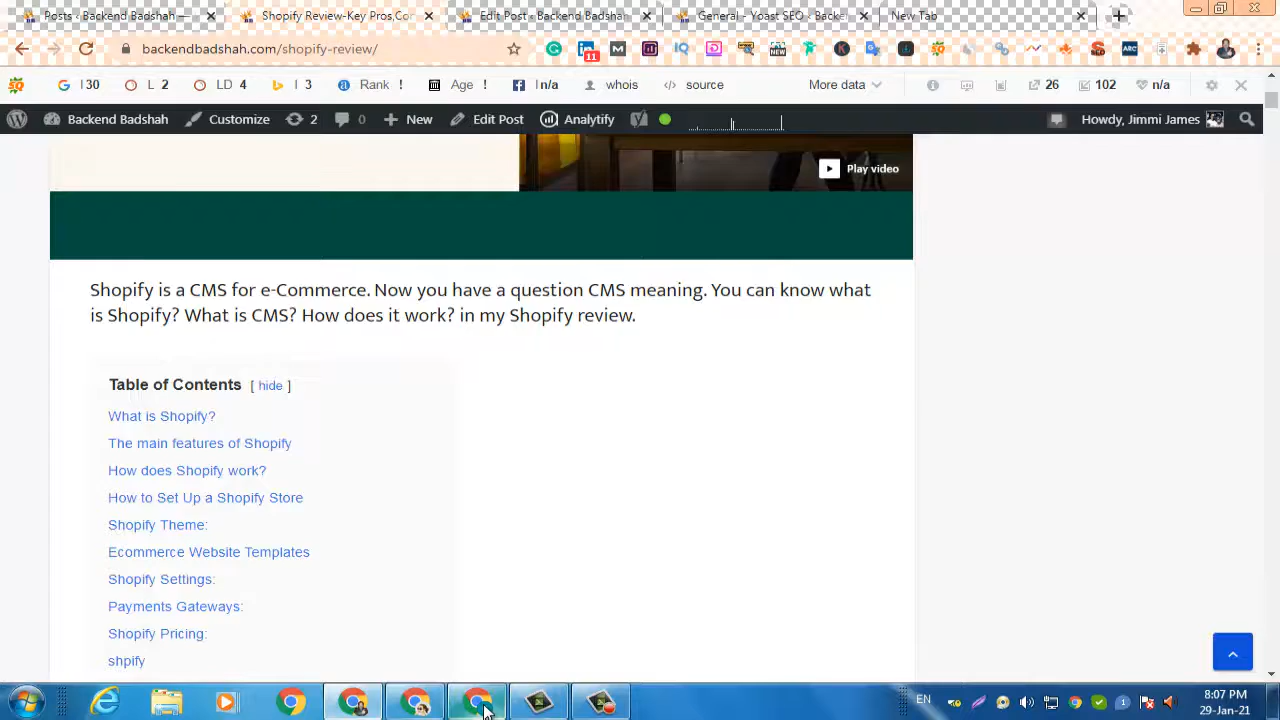 Posts ‹ Backend Badshah —
Shopify Review-Key Pros,Con
Edit Post ‹ Backend Badshah
General - Yoast SEO ‹ Backen
New Tab
backendbadshah.com/shopify-review/
11
NEW
ARC
I 30
L 2
LD 4
I 3
Rank !
Age !
I n/a
whois
source
More data
26
102
n/a
Backend Badshah
Customize
2
0
New
Edit Post
Analytify
Howdy, Jimmi James
Play video
Shopify is a CMS for e-Commerce. Now you have a question CMS meaning. You can know what
is Shopify? What is CMS? How does it work? in my Shopify review.
Table of Contents [ hide ]
What is Shopify?
The main features of Shopify
How does Shopify work?
How to Set Up a Shopify Store
Shopify Theme:
Ecommerce Website Templates
Shopify Settings:
Payments Gateways:
Shopify Pricing:
shpify
EN
8:07 PM
29-Jan-21